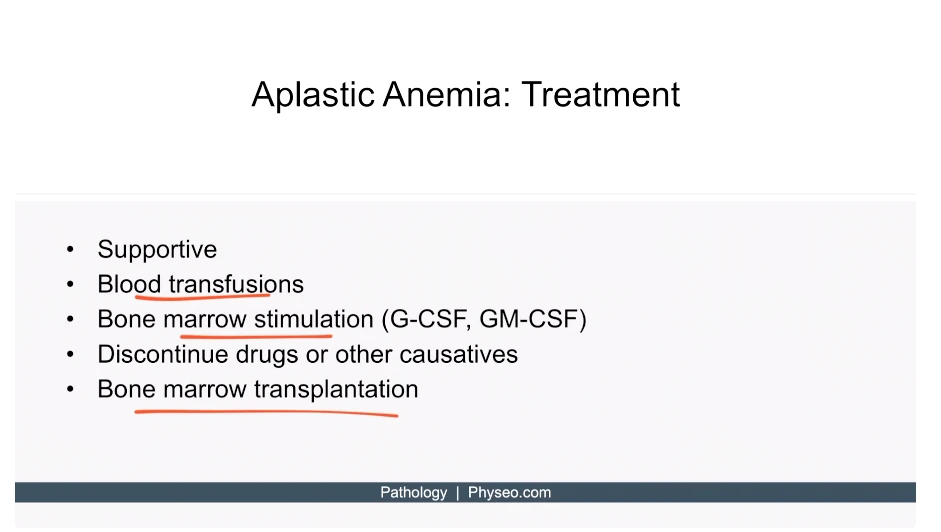 Aplastic Anemia: Treatment
• Supportive
• Blood transfusions
• Bone marrow stimulation (G-CSF, GM-CSF)
• Discontinue drugs or other causatives
• Bone marrow transplantation
Pathology | Physeo.com